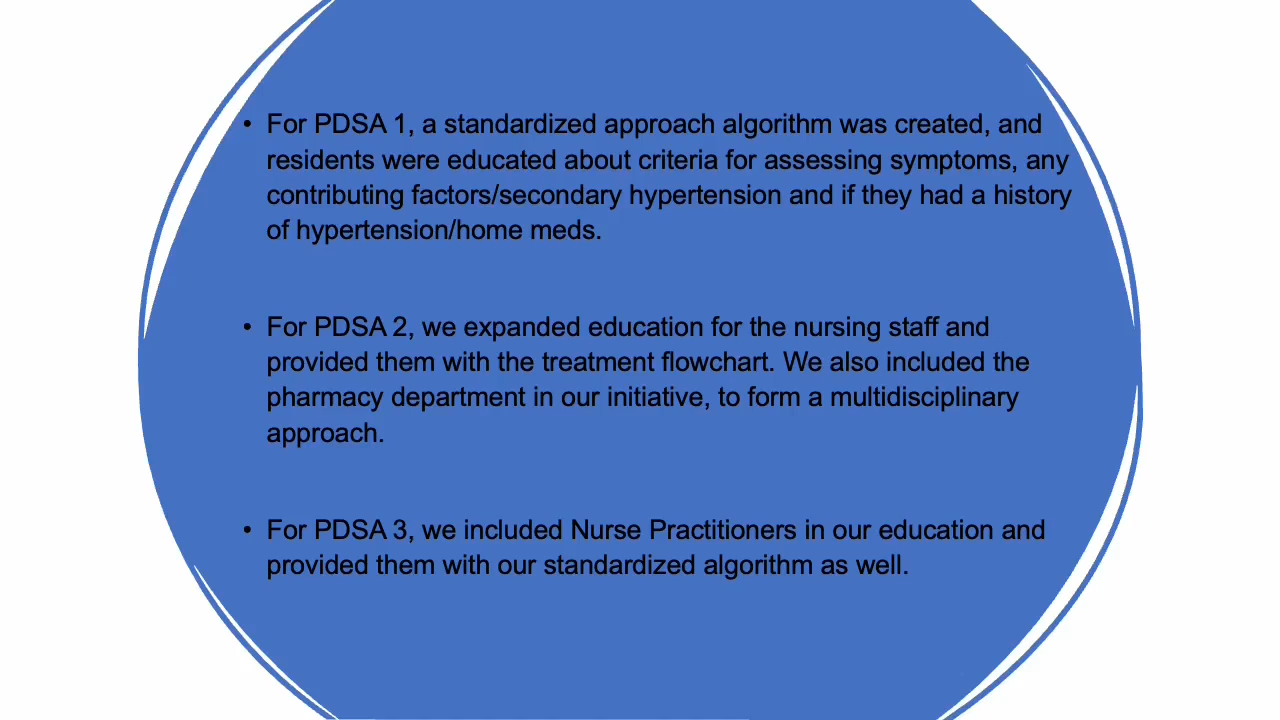 • For PDSA 1, a standardized approach algorithm was created, and
residents were educated about criteria for assessing symptoms, any
contributing factors/secondary hypertension and if they had a history
of hypertension/home meds.
• For PDSA 2, we expanded education for the nursing staff and
provided them with the treatment flowchart. We also included the
pharmacy department in our initiative, to form a multidisciplinary
approach.
• For PDSA 3, we included Nurse Practitioners in our education and
provided them with our standardized algorithm as well.